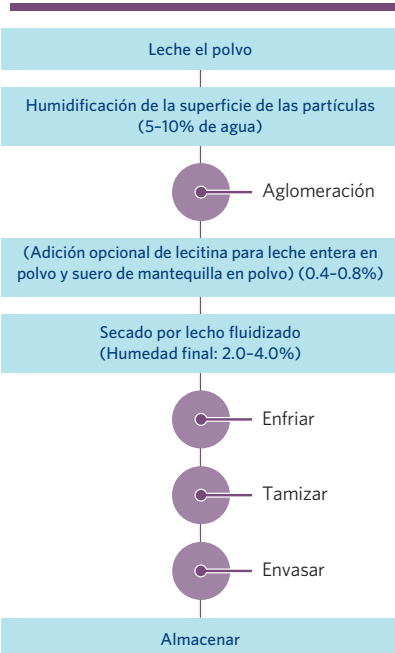 Leche el polvo
Humidificación de la superficie de las partículas
(5–10% de agua)
Aglomeración
(Adición opcional de lecitina para leche entera en
polvo y suero de mantequilla en polvo) (0.4–0.8%)
Secado por lecho fluidizado
(Humedad final: 2.0–4.0%)
Enfriar
Tamizar
Envasar
Almacenar